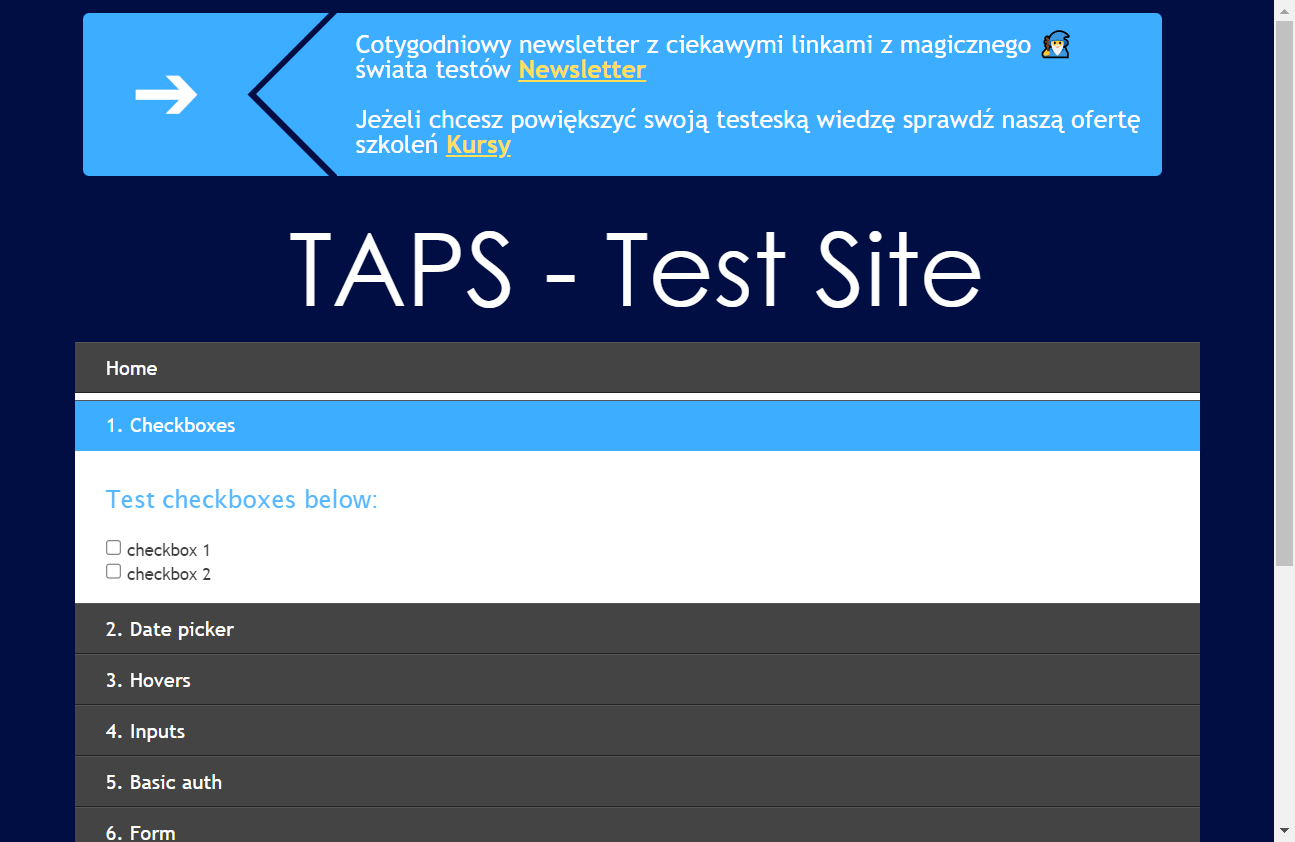 Cotygodniowy newsletter z ciekawymi linkami z magicznego
świata testów Newsletter
Jeżeli chcesz powiększyć swoją testeską wiedzę sprawdź naszą ofertę
szkoleń Kursy
TAPS - Test Site
Home
1. Checkboxes
Test checkboxes below:
checkbox 1
checkbox 2
2. Date picker
3. Hovers
4. Inputs
5. Basic auth
6. Form